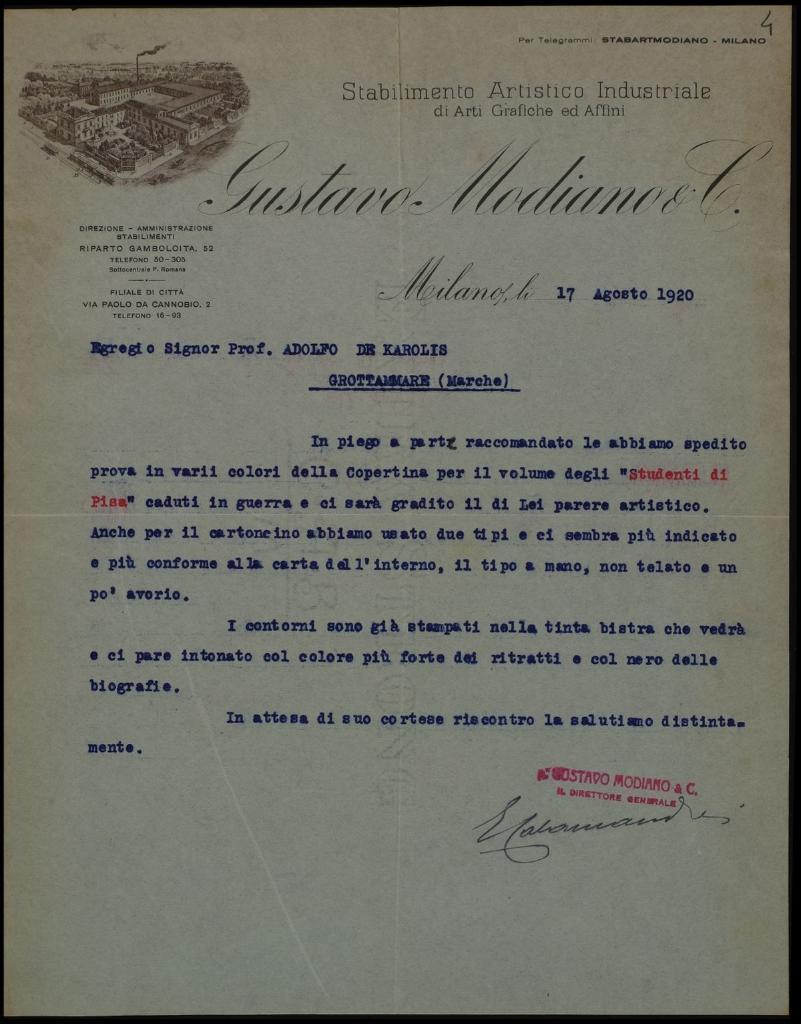 4
Per Telegrammi: STABARTMODIANO - MILANO
Stabilimento Artistico Industriale
di Arti Grafiche ed Affini
Gustavo Modiano & C.
DIREZIONE - AMMINISTRAZIONE
STABILIMENTI
RIPARTO GAMBOLOITA, 52
TELEFONO 50-305
Sottocentrale P. Romana
FILIALE DI CITTÀ
VIA PAOLO DA CANNOBIO, 2
TELEFONO 16-93
Milano, li 17 Agosto 1920
Egregio Signor Prof. ADOLFO DE KAROLIS
GROTTAMMARE (Marche)
In piego a parte raccomandato le abbiamo spedito
prova in varii colori della Copertina per il volume degli "Studenti di
Pisa" caduti in guerra e ci sarà gradito il di Lei parere artistico.
Anche per il cartoncino abbiamo usato due tipi e ci sembra più indicato
e più conforme alla carta dell'interno, il tipo a mano, non telato e un
po' avorio.
I contorni sono già stampati nella tinta bistra che vedrà
e ci pare intonato col colore più forte dei ritratti e col nero delle
biografie.
In attesa di suo cortese riscontro la salutiamo distinta-
mente.
GUSTAVO MODIANO & C.
IL DIRETTORE GENERALE